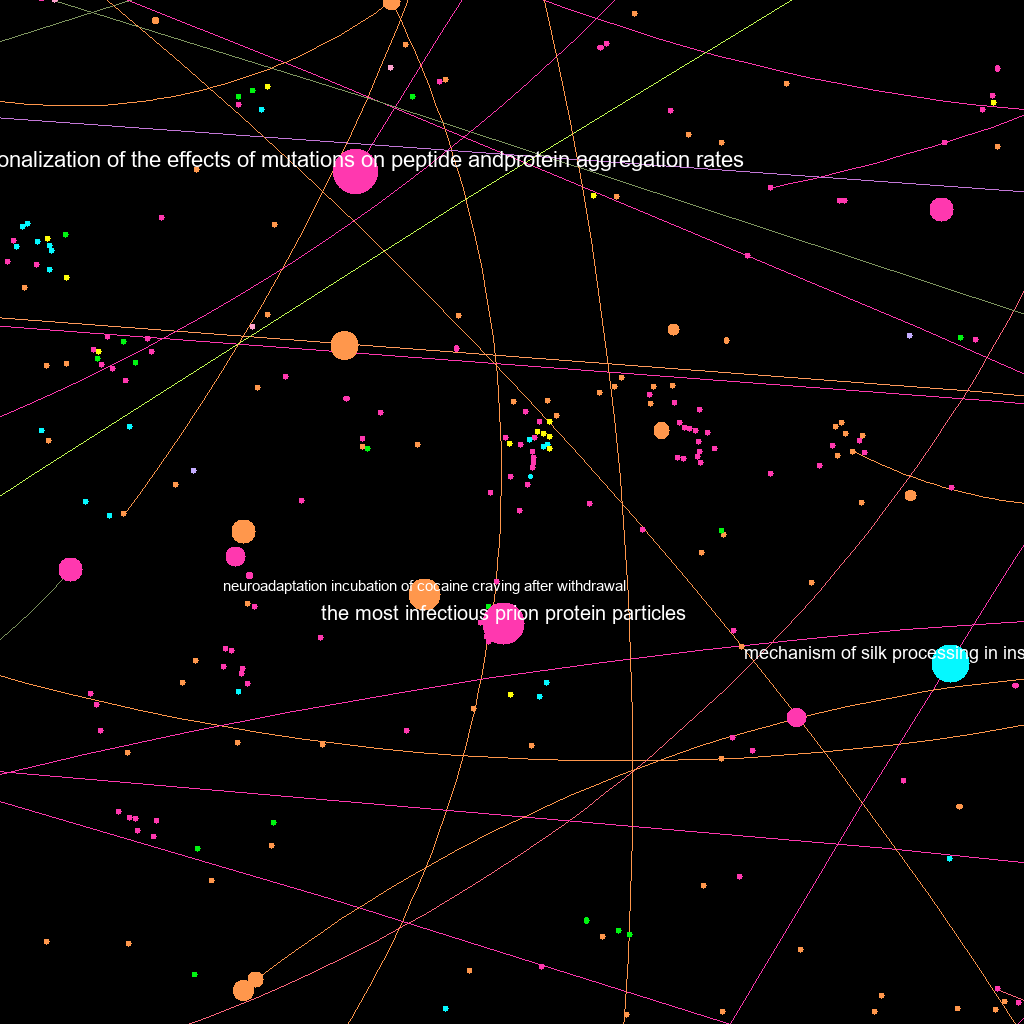 onalization of the effects of mutations on peptide andprotein aggregation rates
neuroadaptation incubation of cocaine craving after withdrawal
the most infectious prion protein particles
mechanism of silk processing in ins